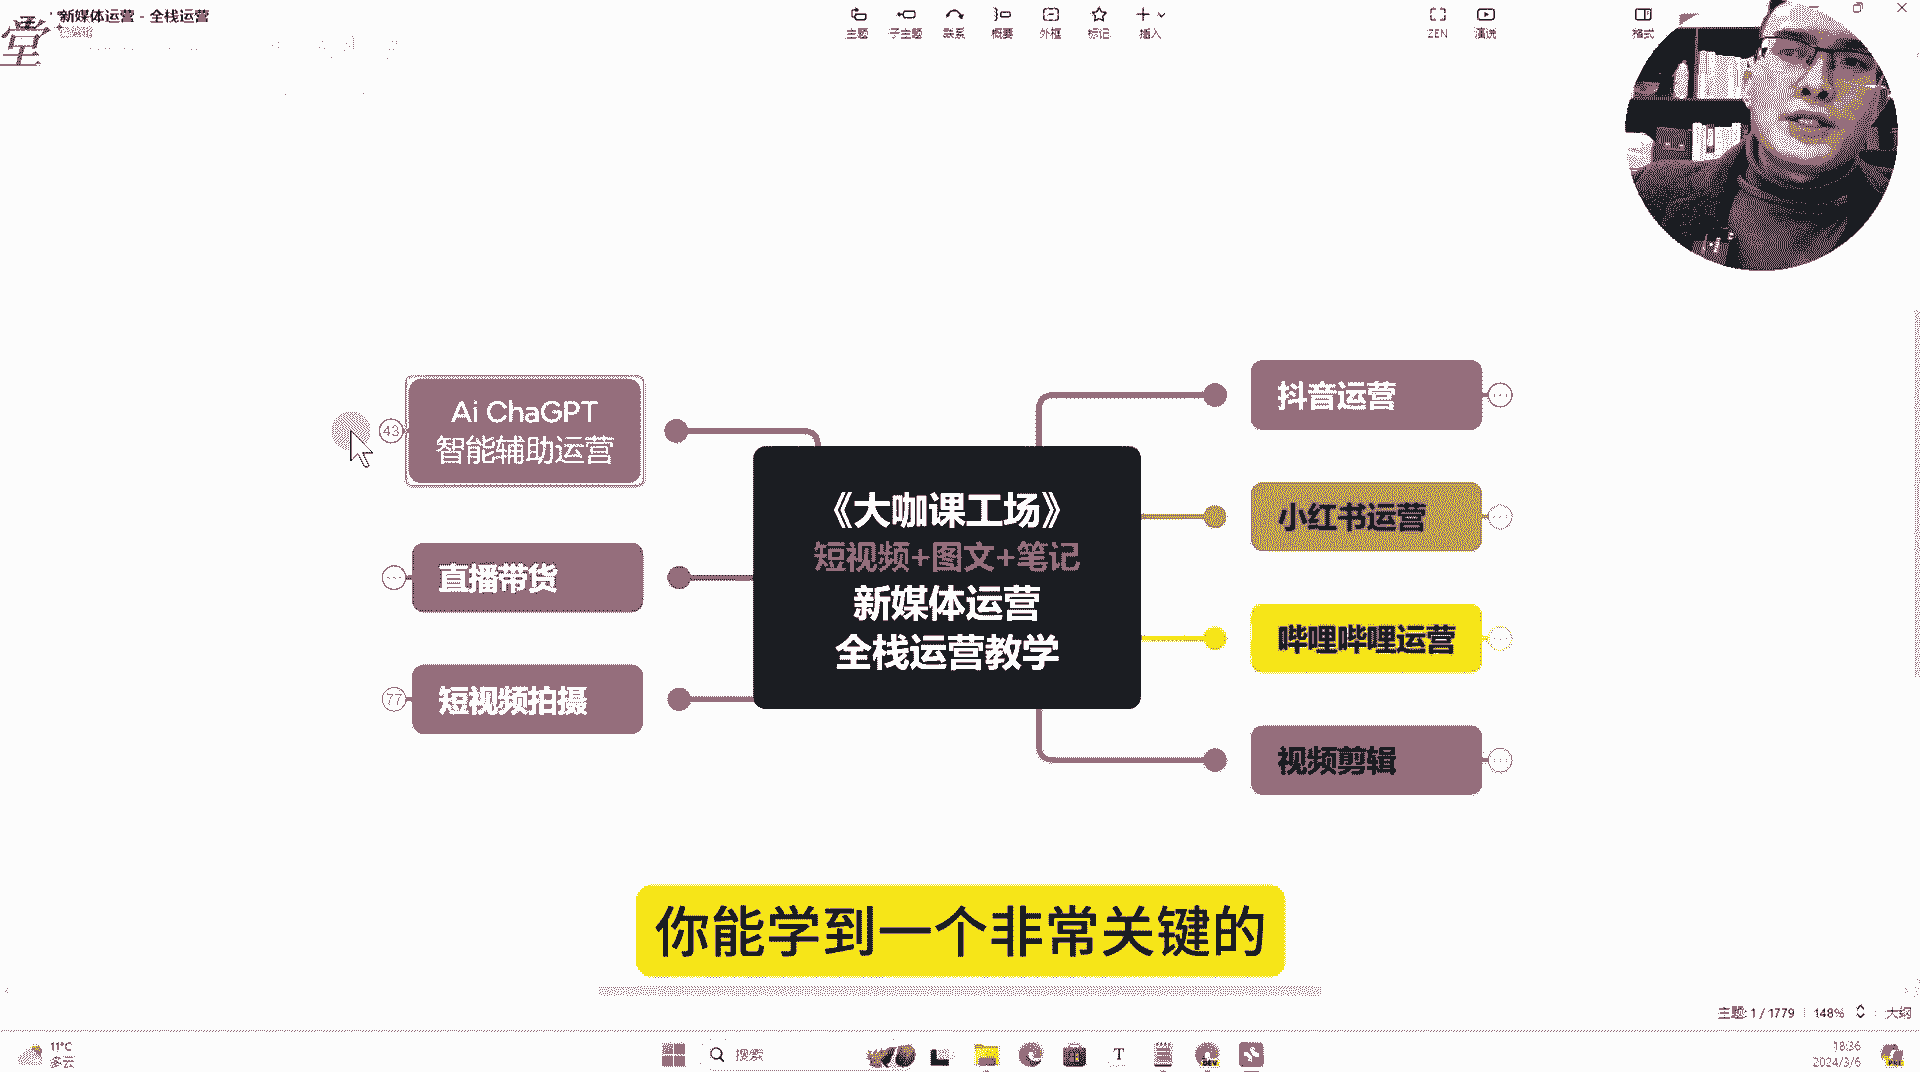 堂
新媒体运营 - 全栈运营
主题
子主题
联系
概要
外框
标记
插入
ZEN
演说
格式
43
Ai ChaGPT
智能辅助运营
直播带货
77
短视频拍摄
《大咖课工场》
短视频+图文+笔记
新媒体运营
全栈运营教学
抖音运营
小红书运营
哔哩哔哩运营
视频剪辑
你能学到一个非常关键的
主题: 1 / 1779
148%
大纲
11°C
多云
搜索
18:36
2024/3/6